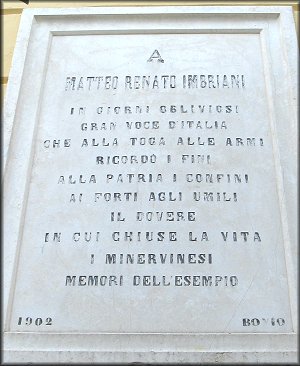 A
MATTEO RENATO IMBRIANI
IN GIORNI OBLIVIOSI
GRAN VOCE D'ITALIA
CHE ALLA TOGA ALLE ARMI
RICORDÒ I FINI
ALLA PATRIA I CONFINI
AI FORTI AGLI UMILI
IL DOVERE
IN CUI CHIUSE LA VITA
I MINERVINESI
MEMORI DELL'ESEMPIO
1902 BOVIO